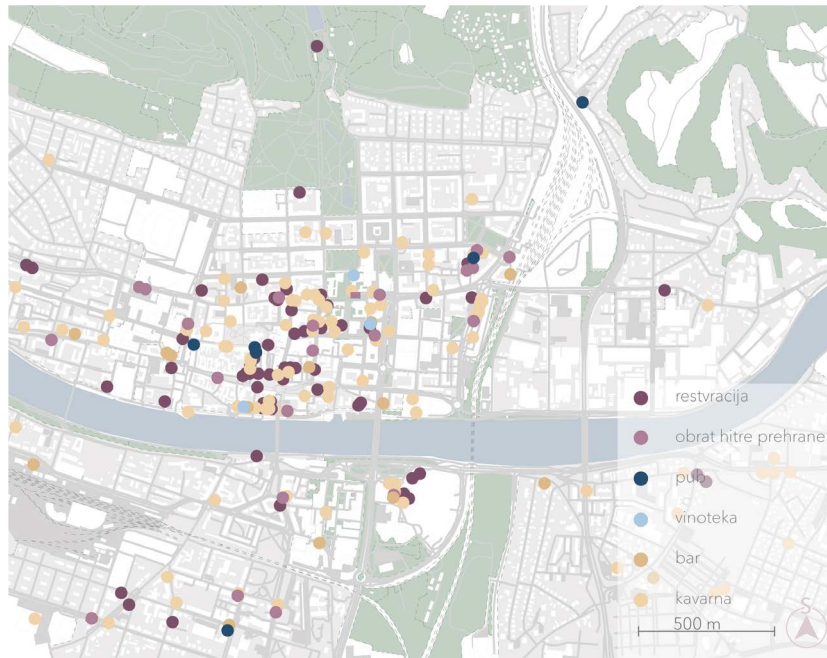 restvracija
obrat hitre prehrane
pub
vinoteka
bar
kavarna
S
500 m